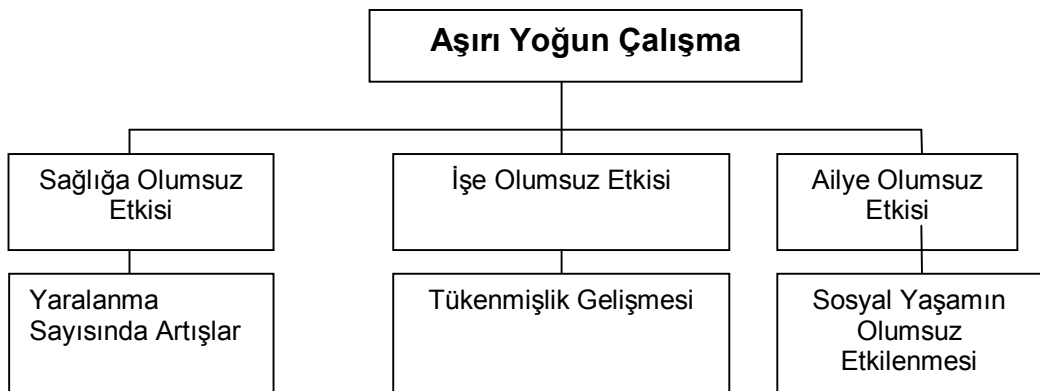 Aşırı Yoğun Çalışma
Sağlığa Olumsuz
Etkisi
İşe Olumsuz Etkisi
Ailye Olumsuz
Etkisi
Yaralanma
Sayısında Artışlar
Tükenmişlik Gelişmesi
Sosyal Yaşamın
Olumsuz
Etkilenmesi